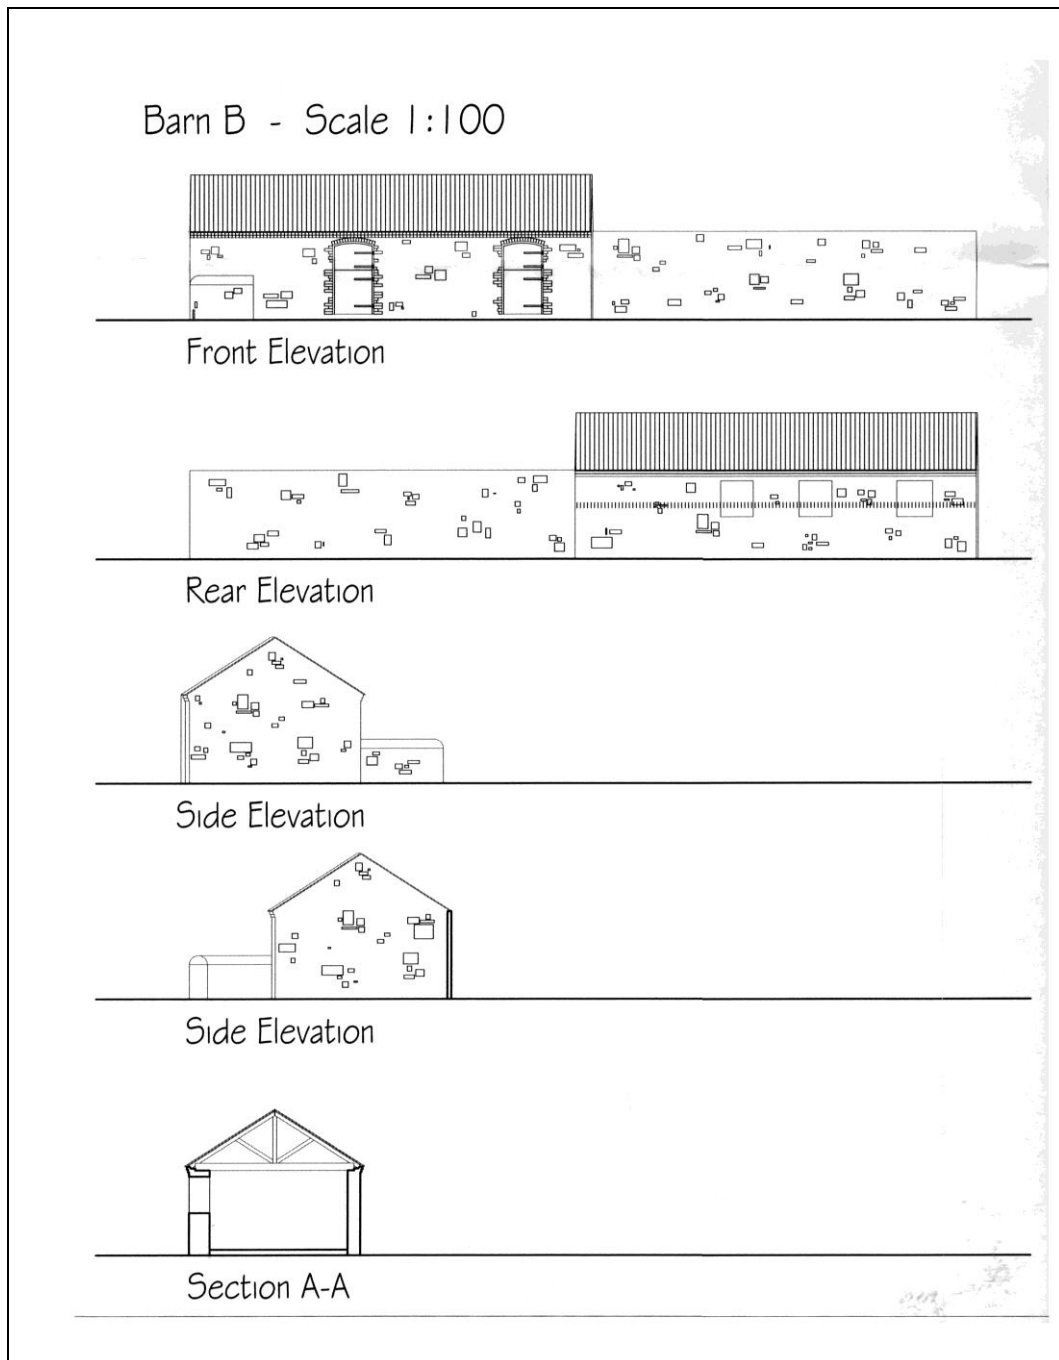 Barn B - Scale 1:100
Front Elevation
Rear Elevation
Side Elevation
Side Elevation
Section A-A